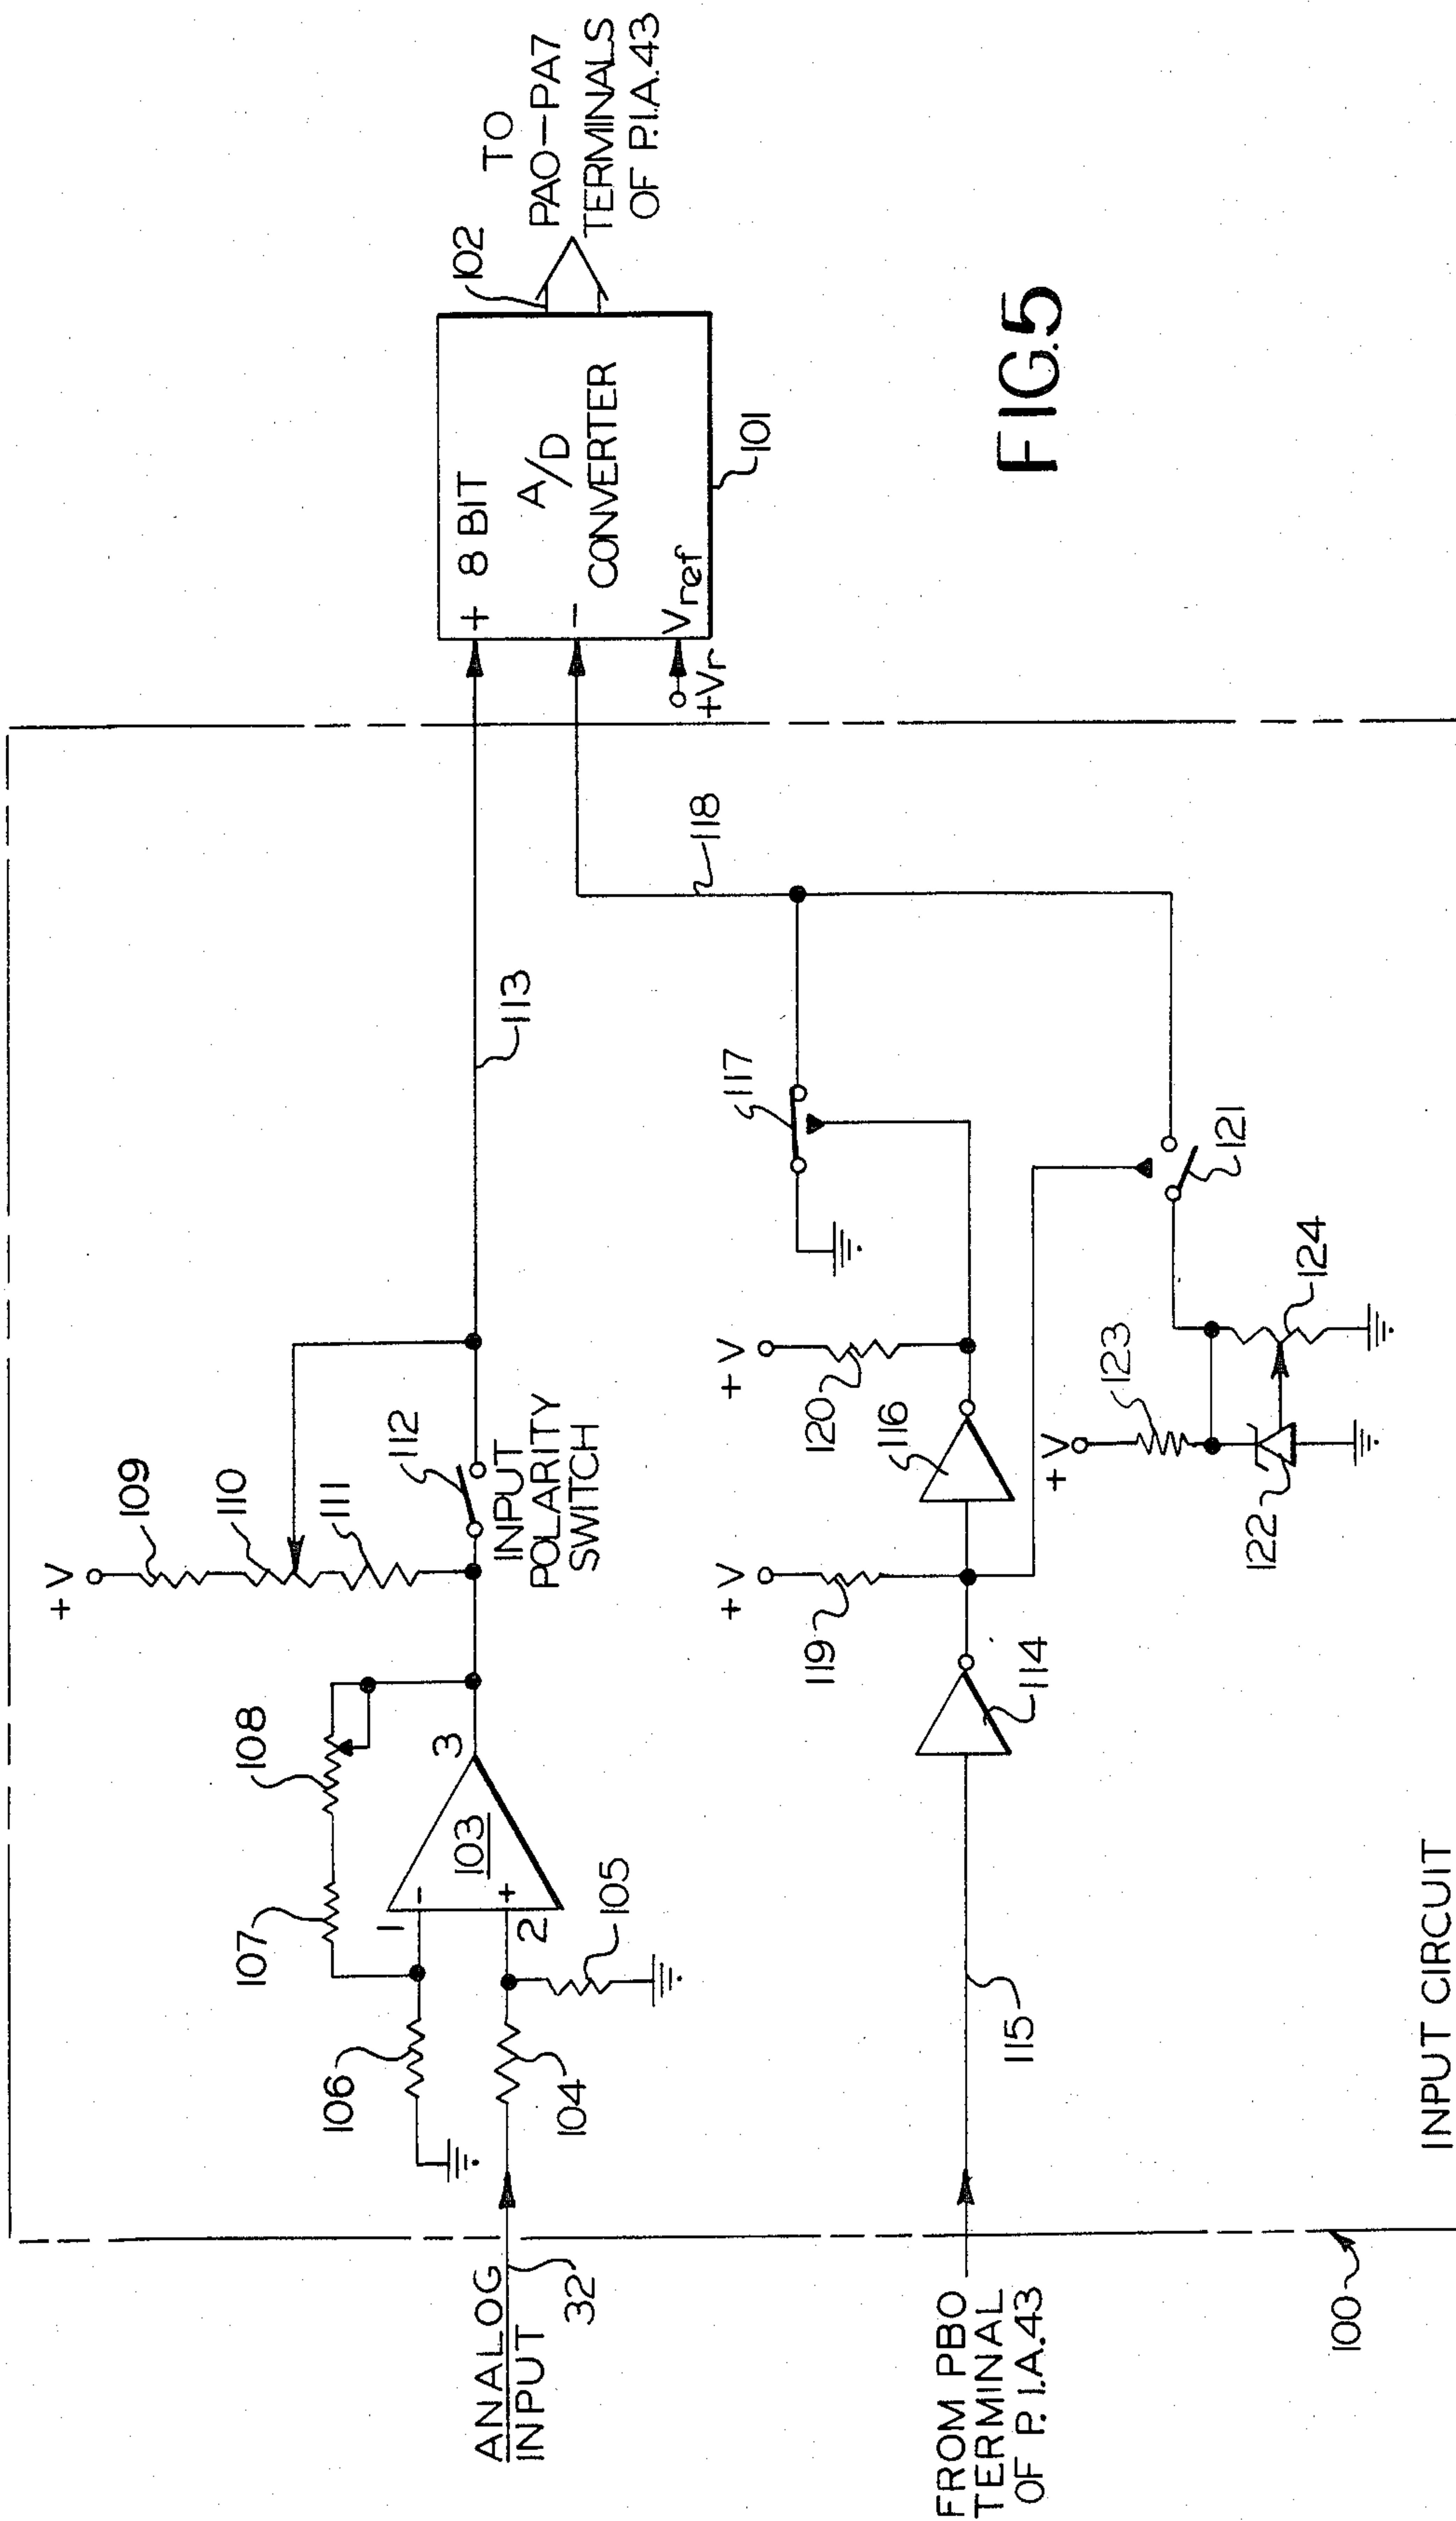 ANALOG
INPUT
32
106
104
107
108
1
-
+
2
103
3
105
+V
109
110
111
112
INPUT
POLARITY
SWITCH
113
+ 8 BIT
A/D
-
CONVERTER
Vref
+Vr
101
102
TO
PAO-PA7
TERMINALS
OF P.I.A.43
FROM PBO
TERMINAL
OF P.I.A.43
115
114
+V
119
116
+V
120
117
118
121
+V
123
122
124
100
INPUT CIRCUIT
FIG.5